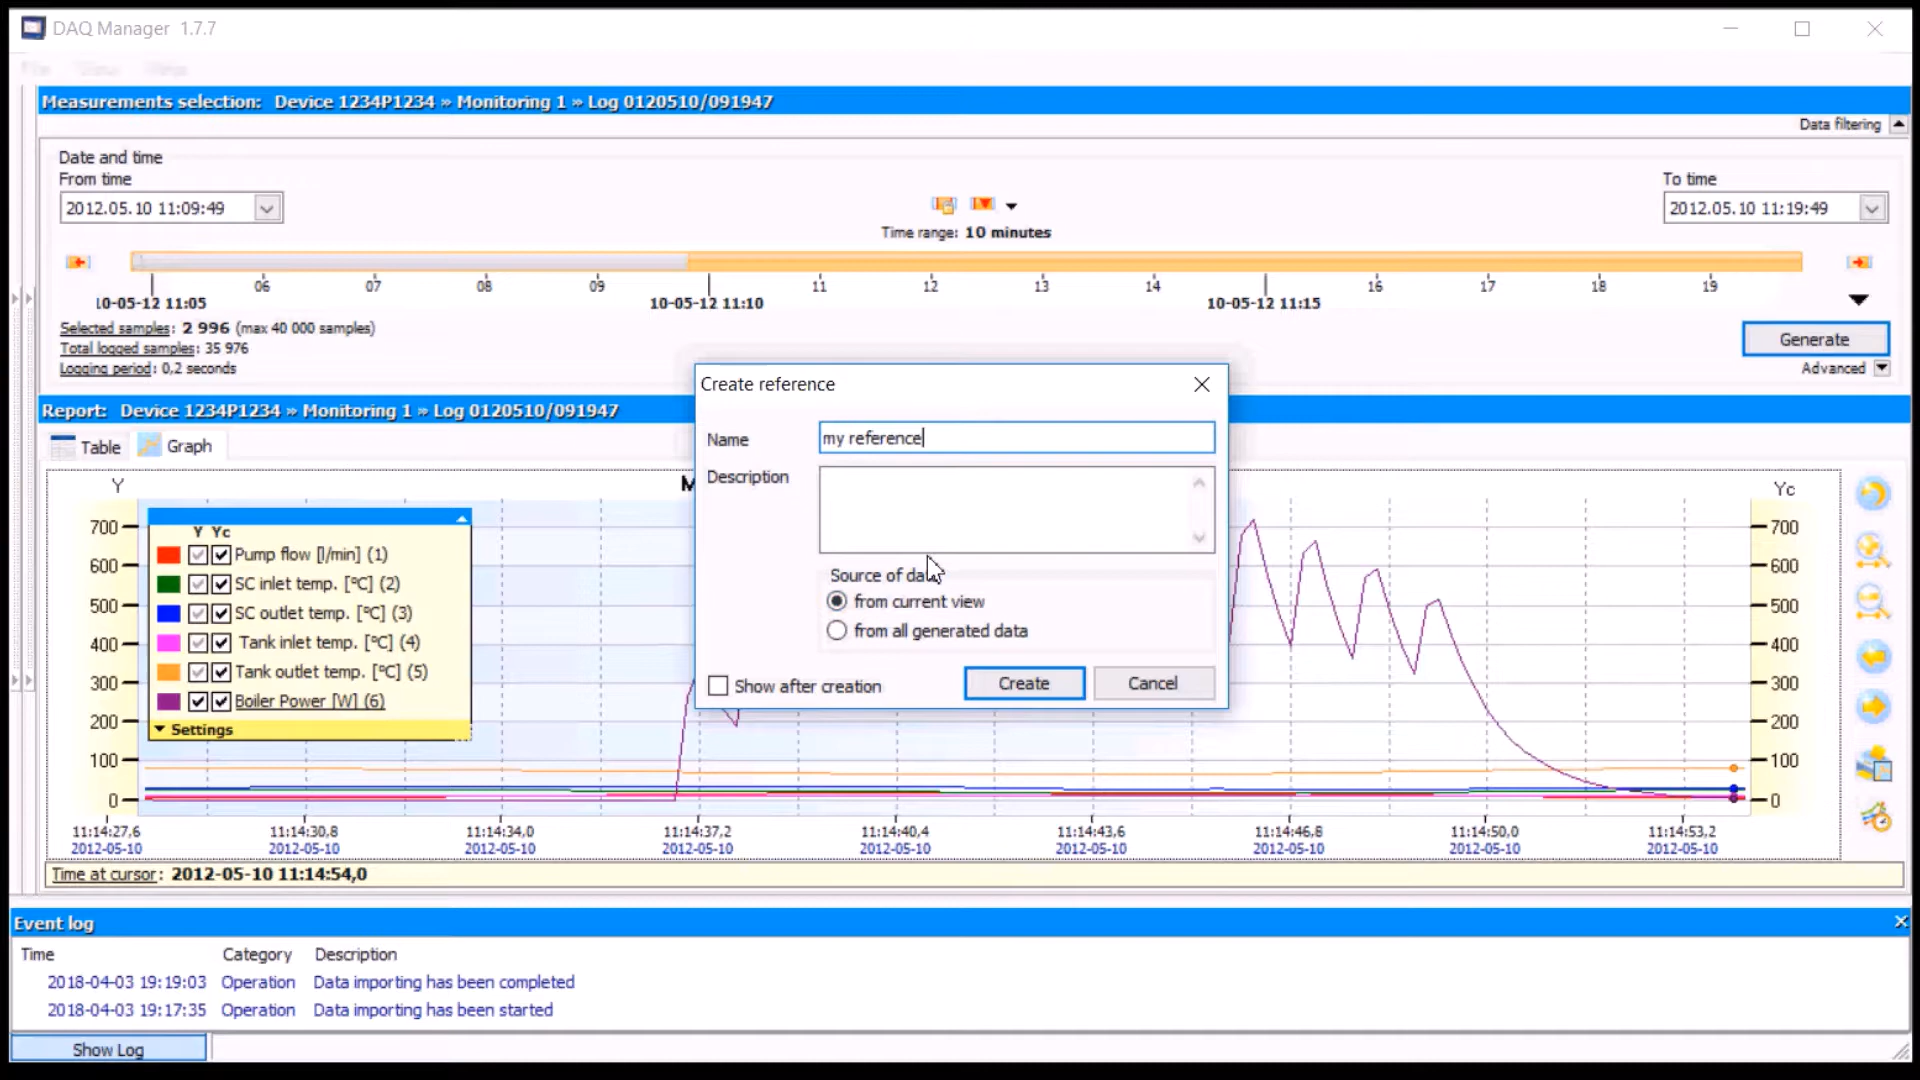 DAQ Manager 1.7.7
Measurements selection: Device 1234P1234 » Monitoring 1 » Log 0120510/091947
Data filtering
Date and time
From time
To time
2012.05.10 11:09:49
2012.05.10 11:19:49
Time range: 10 minutes
06 07 08 09 11 12 13 14 16 17 18 19
10-05-12 11:05 10-05-12 11:10 10-05-12 11:15
Selected samples: 2 996 (max 40 000 samples)
Total logged samples: 35 976
Logging period: 0,2 seconds
Generate
Advanced
Report: Device 1234P1234 » Monitoring 1 » Log 0120510/091947
Table Graph
Create reference
Name my reference
Description
Source of
from current view
from all generated data
Show after creation
Create Cancel
Y
Yc
700
600
500
400
300
200
100
0
Y Yc
Pump flow [l/min] (1)
SC inlet temp. [°C] (2)
SC outlet temp. [°C] (3)
Tank inlet temp. [°C] (4)
Tank outlet temp. [°C] (5)
Boiler Power [W] (6)
Settings
700
600
500
400
300
200
100
0
11:14:27,6 11:14:30,8 11:14:34,0 11:14:37,2 11:14:40,4 11:14:43,6 11:14:46,8 11:14:50,0 11:14:53,2
2012-05-10 2012-05-10 2012-05-10 2012-05-10 2012-05-10 2012-05-10 2012-05-10 2012-05-10 2012-05-10
Time at cursor: 2012-05-10 11:14:54,0
Event log
Time Category Description
2018-04-03 19:19:03 Operation Data importing has been completed
2018-04-03 19:17:35 Operation Data importing has been started
Show Log